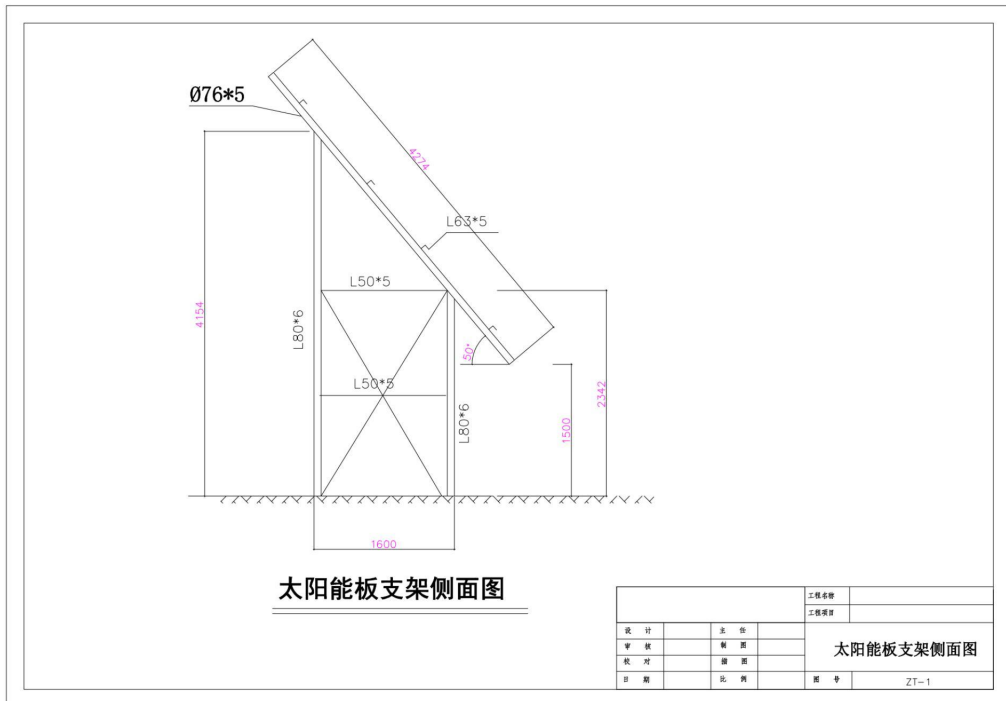 Ø76*5
4274
L63*5
L50*5
4154
L80*6
50°
L50*5
2342
L80*6
1500
1600
太阳能板支架侧面图
工程名称
工程项目
设 计
主 任
审 核
制 图
太阳能板支架侧面图
校 对
描 图
日 期
比 例
图 号
ZT-1